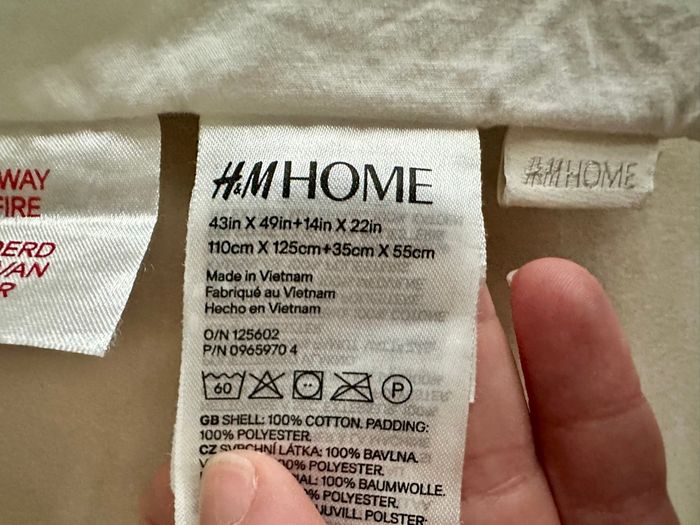 WAY
FIRE
VAN
R
H&M HOME
43in X 49in+14in X 22in
110cm X 125cm+35cm X 55cm
Made in Vietnam
Fabriqué au Vietnam
Hecho en Vietnam
O/N 125602
P/N 0965970 4
60
P
GB SHELL: 100% COTTON. PADDING:
100% POLYESTER.
CZ SVRCHNÍ LÁTKA: 100% BAVLNA.
POLYESTER.
100% BAUMWOLLE.
POLYESTER.
POLSTER:
H&M HOME